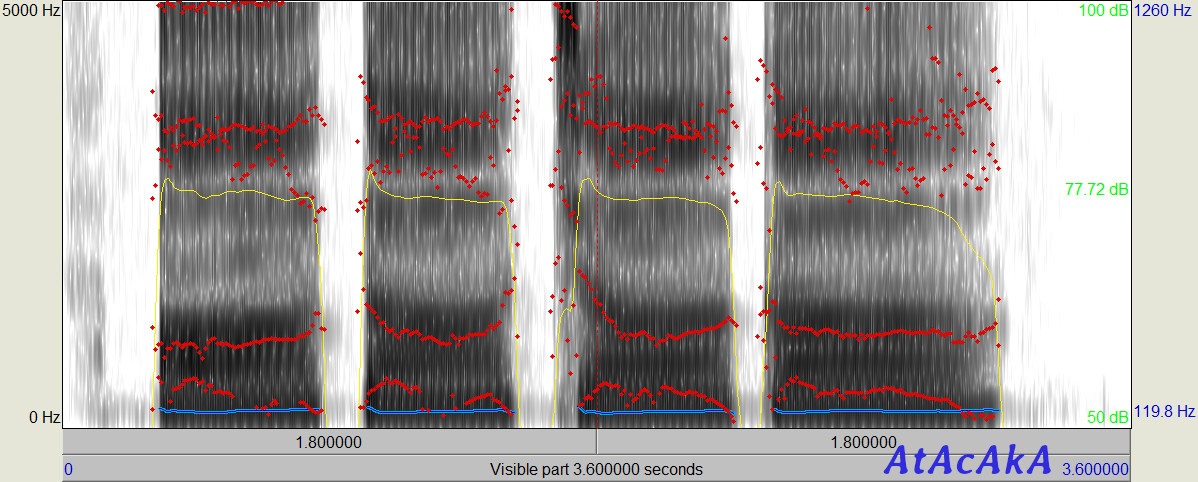 5000 Hz 100 dB 1260 Hz
77.72 dB
0 Hz 50 dB 119.8 Hz
1.800000 1.800000
0 Visible part 3.600000 seconds 3.600000
AtAcAkA